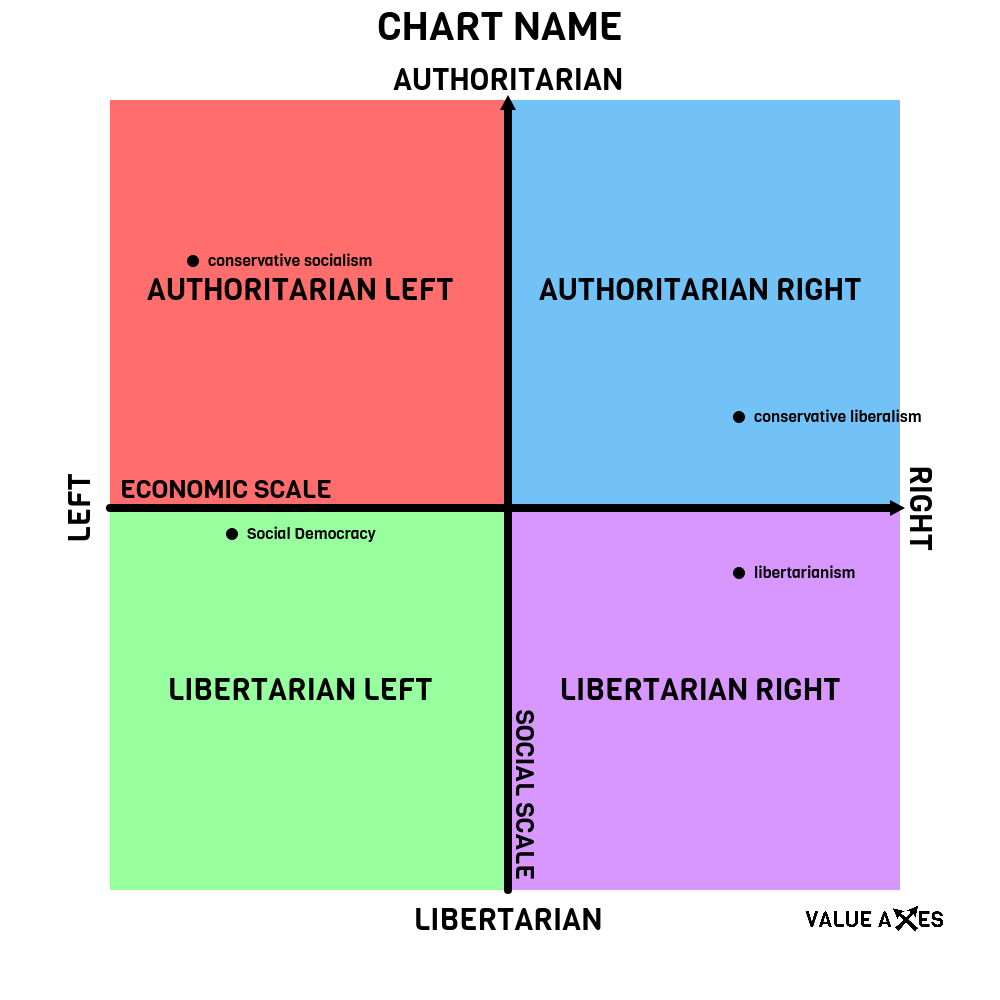 CHART NAME
AUTHORITARIAN
conservative socialism
AUTHORITARIAN LEFT
AUTHORITARIAN RIGHT
conservative liberalism
LEFT
ECONOMIC SCALE
RIGHT
Social Democracy
libertarianism
LIBERTARIAN LEFT
LIBERTARIAN RIGHT
SOCIAL SCALE
LIBERTARIAN
VALUE AXES